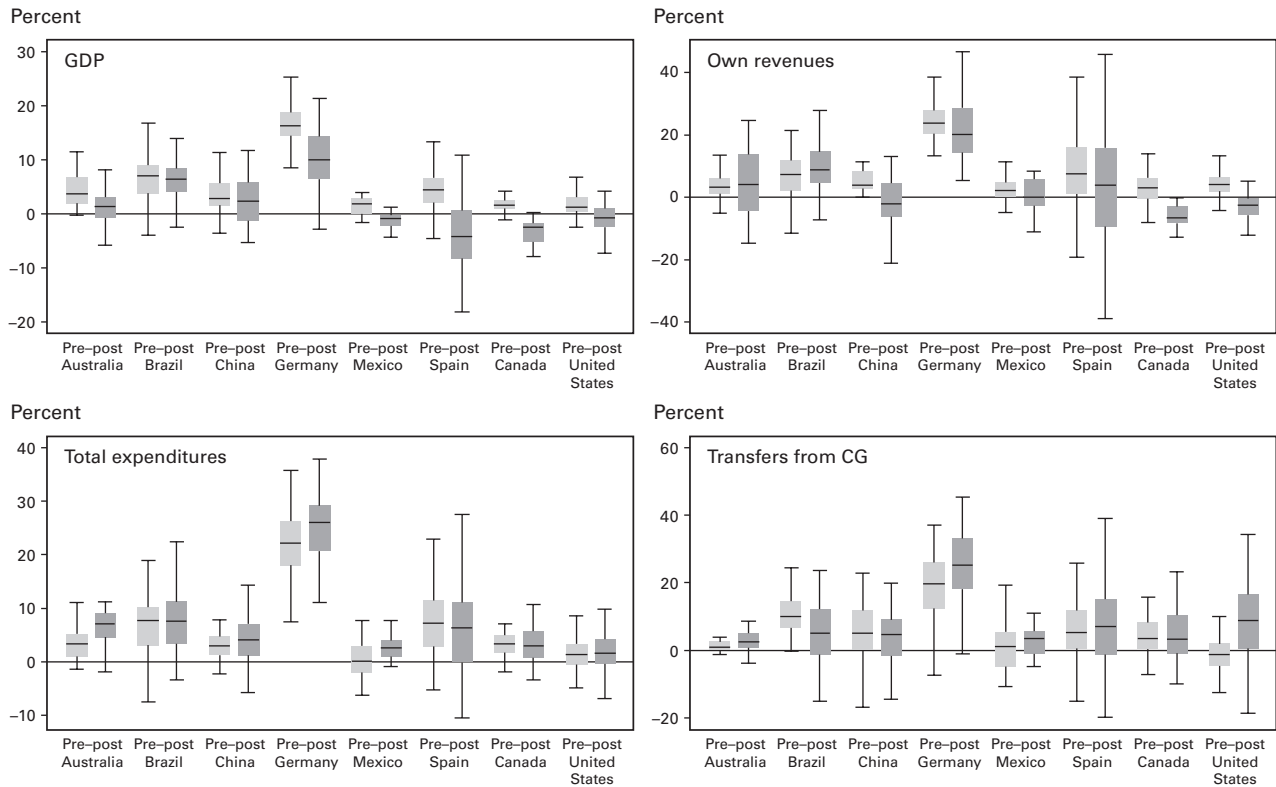 Percent
GDP
30
20
10
0
–10
–20
Pre–post Pre–post Pre–post Pre–post Pre–post Pre–post Pre–post Pre–post
Australia Brazil China Germany Mexico Spain Canada United
States
Percent
Own revenues
40
20
0
–20
–40
Pre–post Pre–post Pre–post Pre–post Pre–post Pre–post Pre–post Pre–post
Australia Brazil China Germany Mexico Spain Canada United
States
Percent
Total expenditures
40
30
20
10
0
–10
Pre–post Pre–post Pre–post Pre–post Pre–post Pre–post Pre–post Pre–post
Australia Brazil China Germany Mexico Spain Canada United
States
Percent
Transfers from CG
60
40
20
0
–20
Pre–post Pre–post Pre–post Pre–post Pre–post Pre–post Pre–post Pre–post
Australia Brazil China Germany Mexico Spain Canada United
States